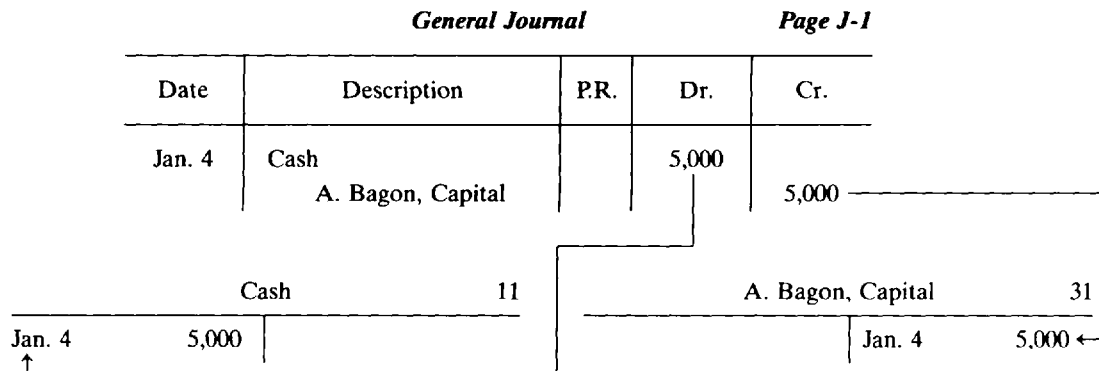 General Journal Page J-1
Date Description P.R. Dr. Cr.
Jan. 4 Cash 5,000
A. Bagon, Capital 5,000
Cash 11 A. Bagon, Capital 31
Jan. 4 5,000 Jan. 4 5,000